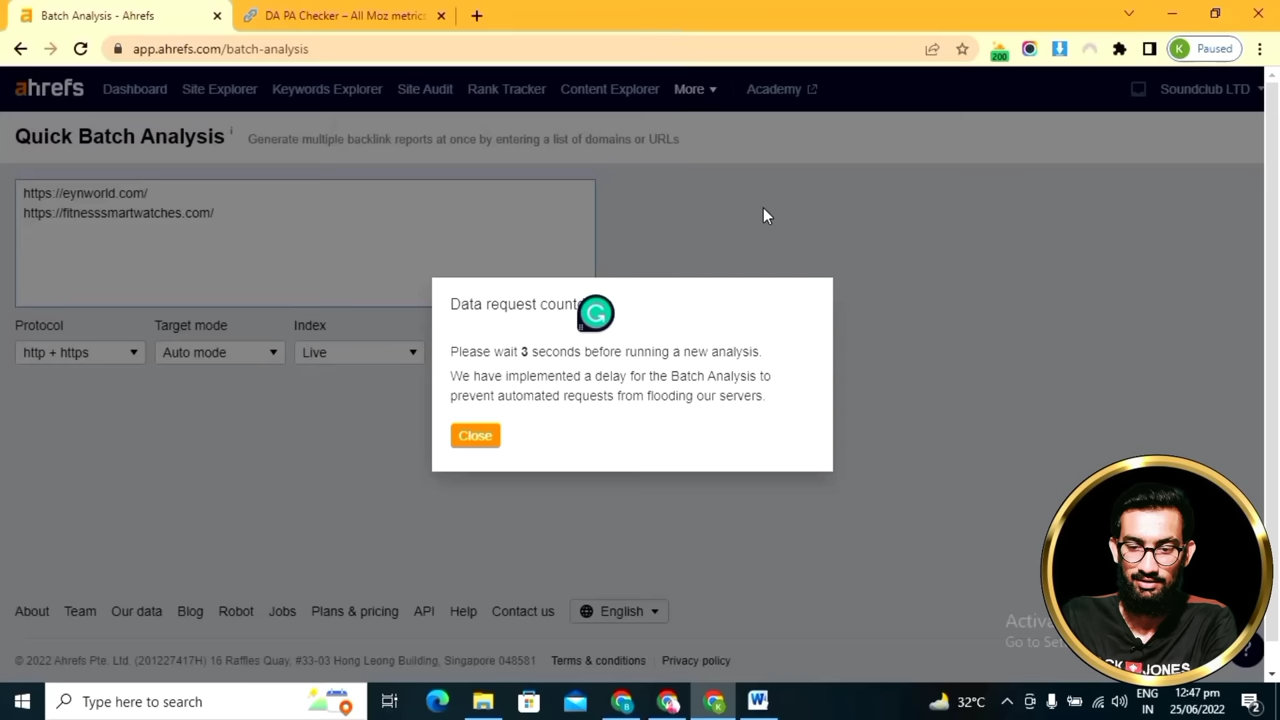 Batch Analysis - Ahrefs
DA PA Checker – All Moz metrics
app.ahrefs.com/batch-analysis
200
K Paused
ahrefs Dashboard Site Explorer Keywords Explorer Site Audit Rank Tracker Content Explorer More Academy Soundclub LTD
Quick Batch Analysis i Generate multiple backlink reports at once by entering a list of domains or URLs
https://eynworld.com/
https://fitnesssmartwatches.com/
Protocol Target mode Index
http + https Auto mode Live
Data request
Please wait 3 seconds before running a new analysis.
We have implemented a delay for the Batch Analysis to
prevent automated requests from flooding our servers.
Close
About Team Our data Blog Robot Jobs Plans & pricing API Help Contact us English
© 2022 Ahrefs Pte. Ltd. (201227417H) 16 Raffles Quay, #33-03 Hong Leong Building, Singapore 048581 Terms & conditions Privacy policy
Go to
JONES
Type here to search
32°C
ENG
IN
12:47 pm
25/06/2022
2